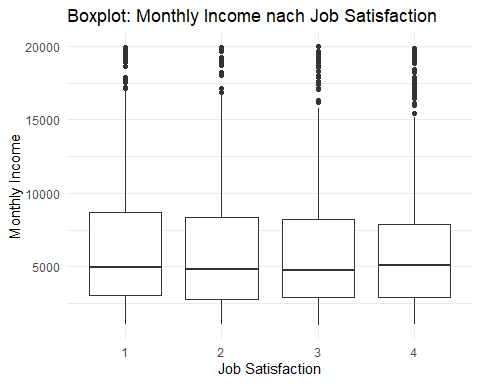 Boxplot: Monthly Income nach Job Satisfaction
Monthly Income
20000
15000
10000
5000
1
2
3
4
Job Satisfaction